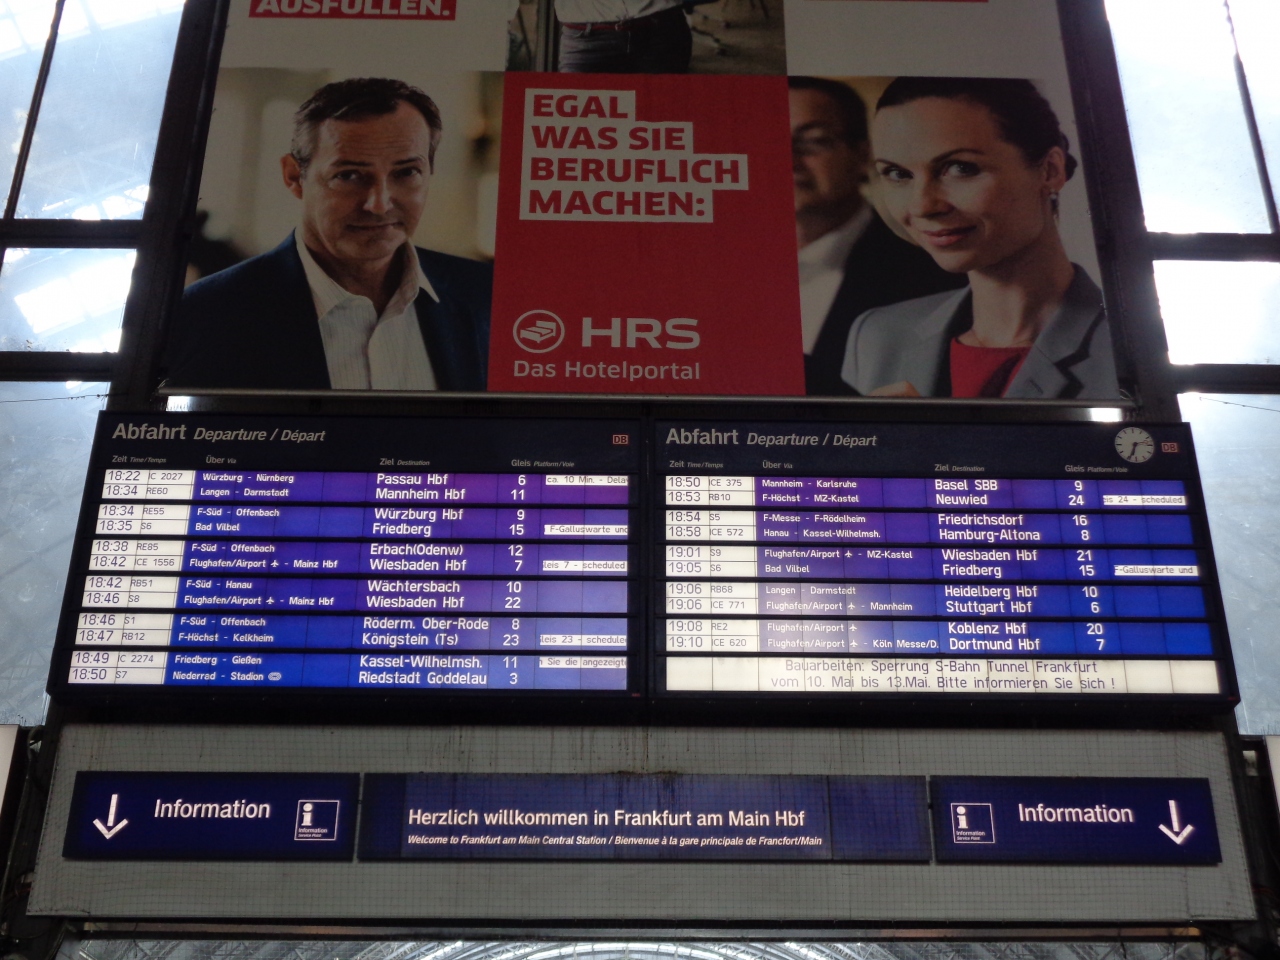 AUSFÜLLEN.
EGAL
WAS SIE
BERUFLICH
MACHEN:
HRS
Das Hotelportal
Abfahrt Departure / Départ DB
Zeit Time/Temps Über Via Ziel Destination Gleis Platform/Voie
18:22 IC 2027 Würzburg - Nürnberg Passau Hbf 6 ca. 10 Min. - Delay
18:34 RE60 Langen - Darmstadt Mannheim Hbf 11
18:34 RE55 F-Süd - Offenbach Würzburg Hbf 9
18:35 S6 Bad Vilbel Friedberg 15 F-Galluswarte und
18:38 RE85 F-Süd - Offenbach Erbach(Odenw) 12
18:42 ICE 1556 Flughafen/Airport - Mainz Hbf Wiesbaden Hbf 7 leis 7 - scheduled
18:42 RB51 F-Süd - Hanau Wächtersbach 10
18:46 S8 Flughafen/Airport - Mainz Hbf Wiesbaden Hbf 22
18:46 S1 F-Süd - Offenbach Röderm. Ober-Rode 8
18:47 RB12 F-Höchst - Kelkheim Königstein (Ts) 23 leis 23 - schedule
18:49 IC 2274 Friedberg - Gießen Kassel-Wilhelmsh. 11 n Sie die angezeigte
18:50 S7 Niederrad - Stadion Riedstadt Goddelau 3
Abfahrt Departure / Départ DB
Zeit Time/Temps Über Via Ziel Destination Gleis Platform/Voie
18:50 ICE 375 Mannheim - Karlsruhe Basel SBB 9
18:53 RB10 F-Höchst - MZ-Kastel Neuwied 24 eis 24 - scheduled
18:54 S5 F-Messe - F-Rödelheim Friedrichsdorf 16
18:58 ICE 572 Hanau - Kassel-Wilhelmsh. Hamburg-Altona 8
19:01 S9 Flughafen/Airport - MZ-Kastel Wiesbaden Hbf 21
19:05 S6 Bad Vilbel Friedberg 15 F-Galluswarte und
19:06 RB68 Langen - Darmstadt Heidelberg Hbf 10
19:06 ICE 771 Flughafen/Airport - Mannheim Stuttgart Hbf 6
19:08 RE2 Flughafen/Airport Koblenz Hbf 20
19:10 ICE 620 Flughafen/Airport - Köln Messe/D. Dortmund Hbf 7
Bauarbeiten: Sperrung S-Bahn Tunnel Frankfurt
vom 10. Mai bis 13.Mai. Bitte informieren Sie sich !
Information
i
Information
Service Point
Herzlich willkommen in Frankfurt am Main Hbf
Welcome to Frankfurt am Main Central Station / Bienvenue à la gare principale de Francfort/Main
i
Information
Service Point
Information